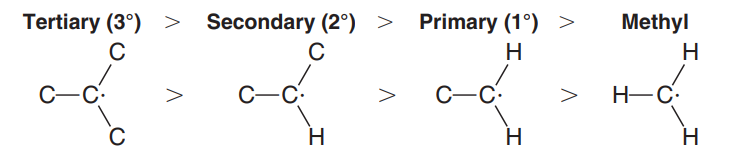 Tertiary (3°) > Secondary (2°) > Primary (1°) > Methyl
C C H H
C—C· > C—C· > C—C· > H—C·
C H H H